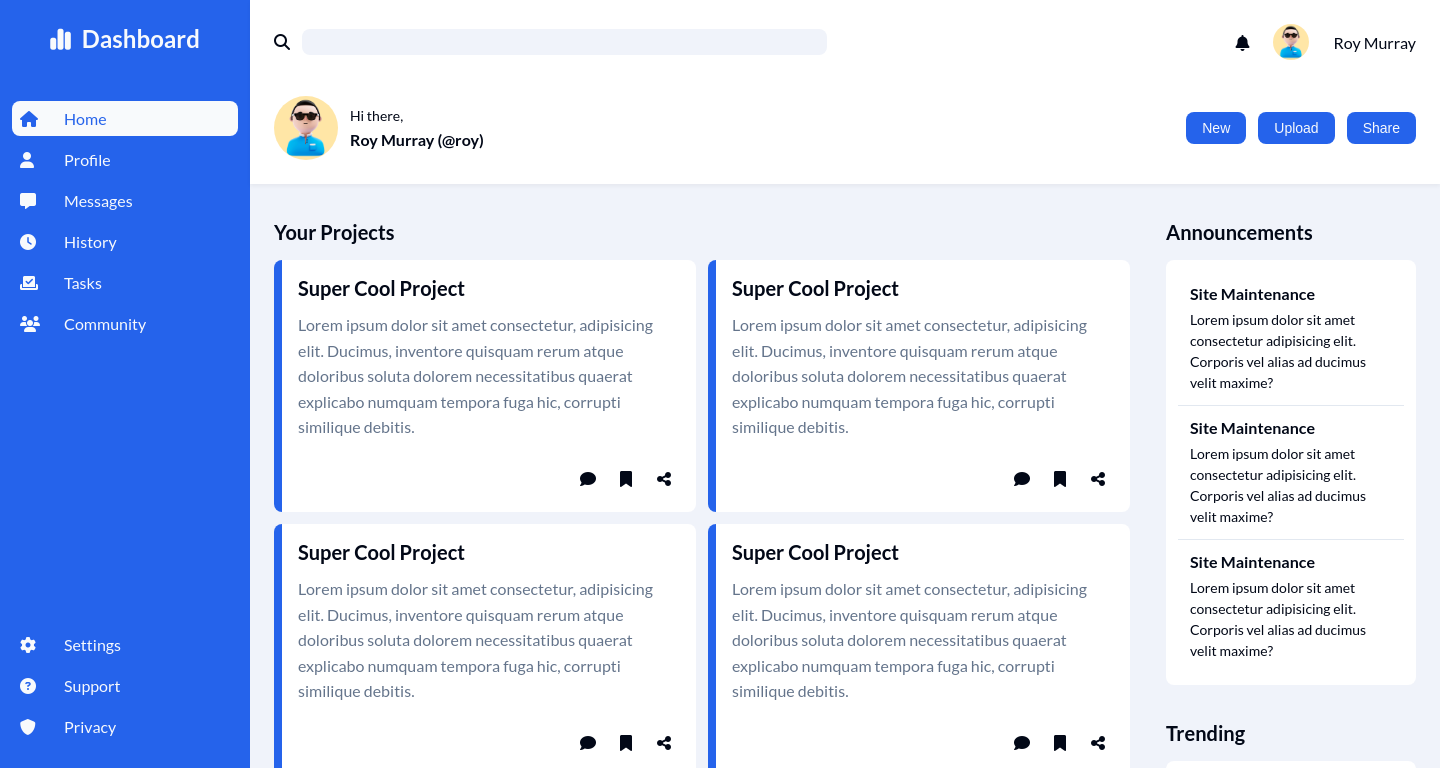 Dashboard
Home
Profile
Messages
History
Tasks
Community
Settings
Support
Privacy
Roy Murray
Hi there,
Roy Murray (@roy)
New
Upload
Share
Your Projects
Super Cool Project
Lorem ipsum dolor sit amet consectetur, adipisicing
elit. Ducimus, inventore quisquam rerum atque
doloribus soluta dolorem necessitatibus quaerat
explicabo numquam tempora fuga hic, corrupti
similique debitis.
Super Cool Project
Lorem ipsum dolor sit amet consectetur, adipisicing
elit. Ducimus, inventore quisquam rerum atque
doloribus soluta dolorem necessitatibus quaerat
explicabo numquam tempora fuga hic, corrupti
similique debitis.
Super Cool Project
Lorem ipsum dolor sit amet consectetur, adipisicing
elit. Ducimus, inventore quisquam rerum atque
doloribus soluta dolorem necessitatibus quaerat
explicabo numquam tempora fuga hic, corrupti
similique debitis.
Super Cool Project
Lorem ipsum dolor sit amet consectetur, adipisicing
elit. Ducimus, inventore quisquam rerum atque
doloribus soluta dolorem necessitatibus quaerat
explicabo numquam tempora fuga hic, corrupti
similique debitis.
Announcements
Site Maintenance
Lorem ipsum dolor sit amet
consectetur adipisicing elit.
Corporis vel alias ad ducimus
velit maxime?
Site Maintenance
Lorem ipsum dolor sit amet
consectetur adipisicing elit.
Corporis vel alias ad ducimus
velit maxime?
Site Maintenance
Lorem ipsum dolor sit amet
consectetur adipisicing elit.
Corporis vel alias ad ducimus
velit maxime?
Trending